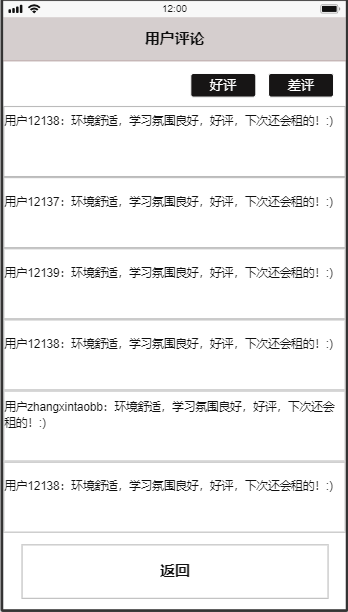 12:00
用户评论
好评 差评
用户12138：环境舒适，学习氛围良好，好评，下次还会租的！:)
用户12137：环境舒适，学习氛围良好，好评，下次还会租的！:)
用户12139：环境舒适，学习氛围良好，好评，下次还会租的！:)
用户12138：环境舒适，学习氛围良好，好评，下次还会租的！:)
用户zhangxintaobb：环境舒适，学习氛围良好，好评，下次还会
租的！:)
用户12138：环境舒适，学习氛围良好，好评，下次还会租的！:)
返回